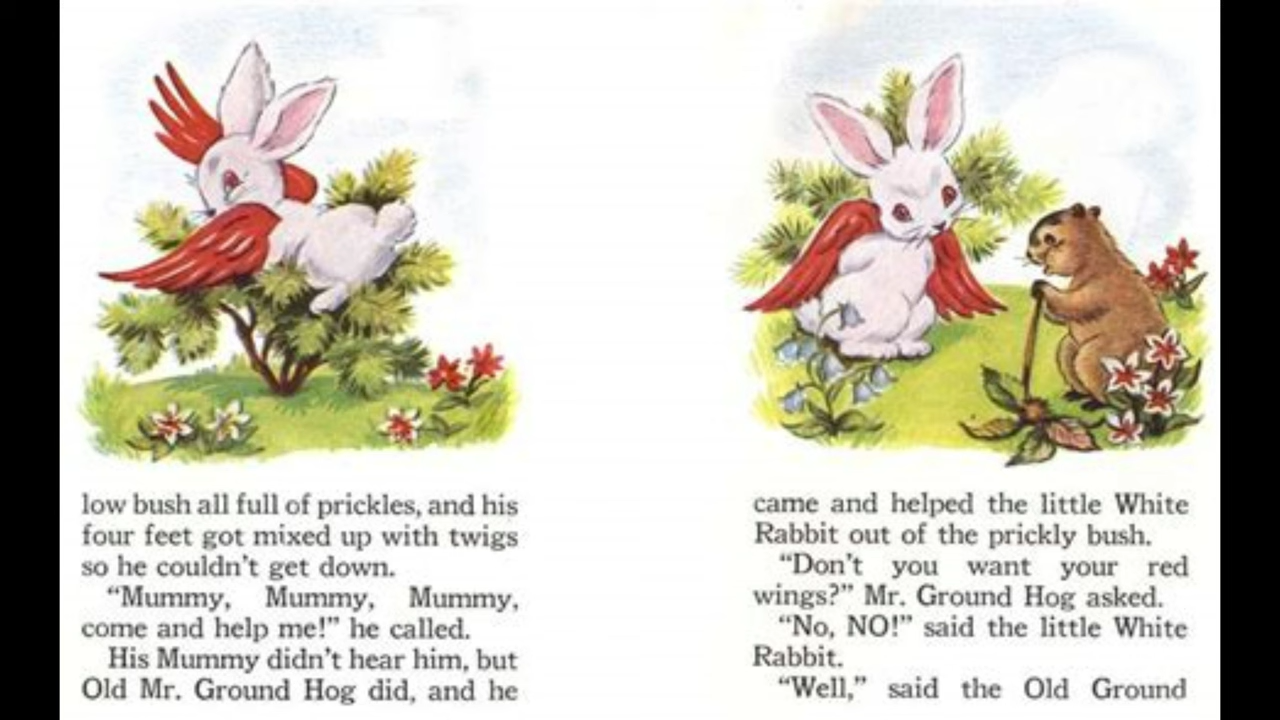 low bush all full of prickles, and his
four feet got mixed up with twigs
so he couldn't get down.
“Mummy, Mummy, Mummy,
come and help me!” he called.
His Mummy didn't hear him, but
Old Mr. Ground Hog did, and he
came and helped the little White
Rabbit out of the prickly bush.
“Don't you want your red
wings?” Mr. Ground Hog asked.
“No, NO!” said the little White
Rabbit.
“Well,” said the Old Ground